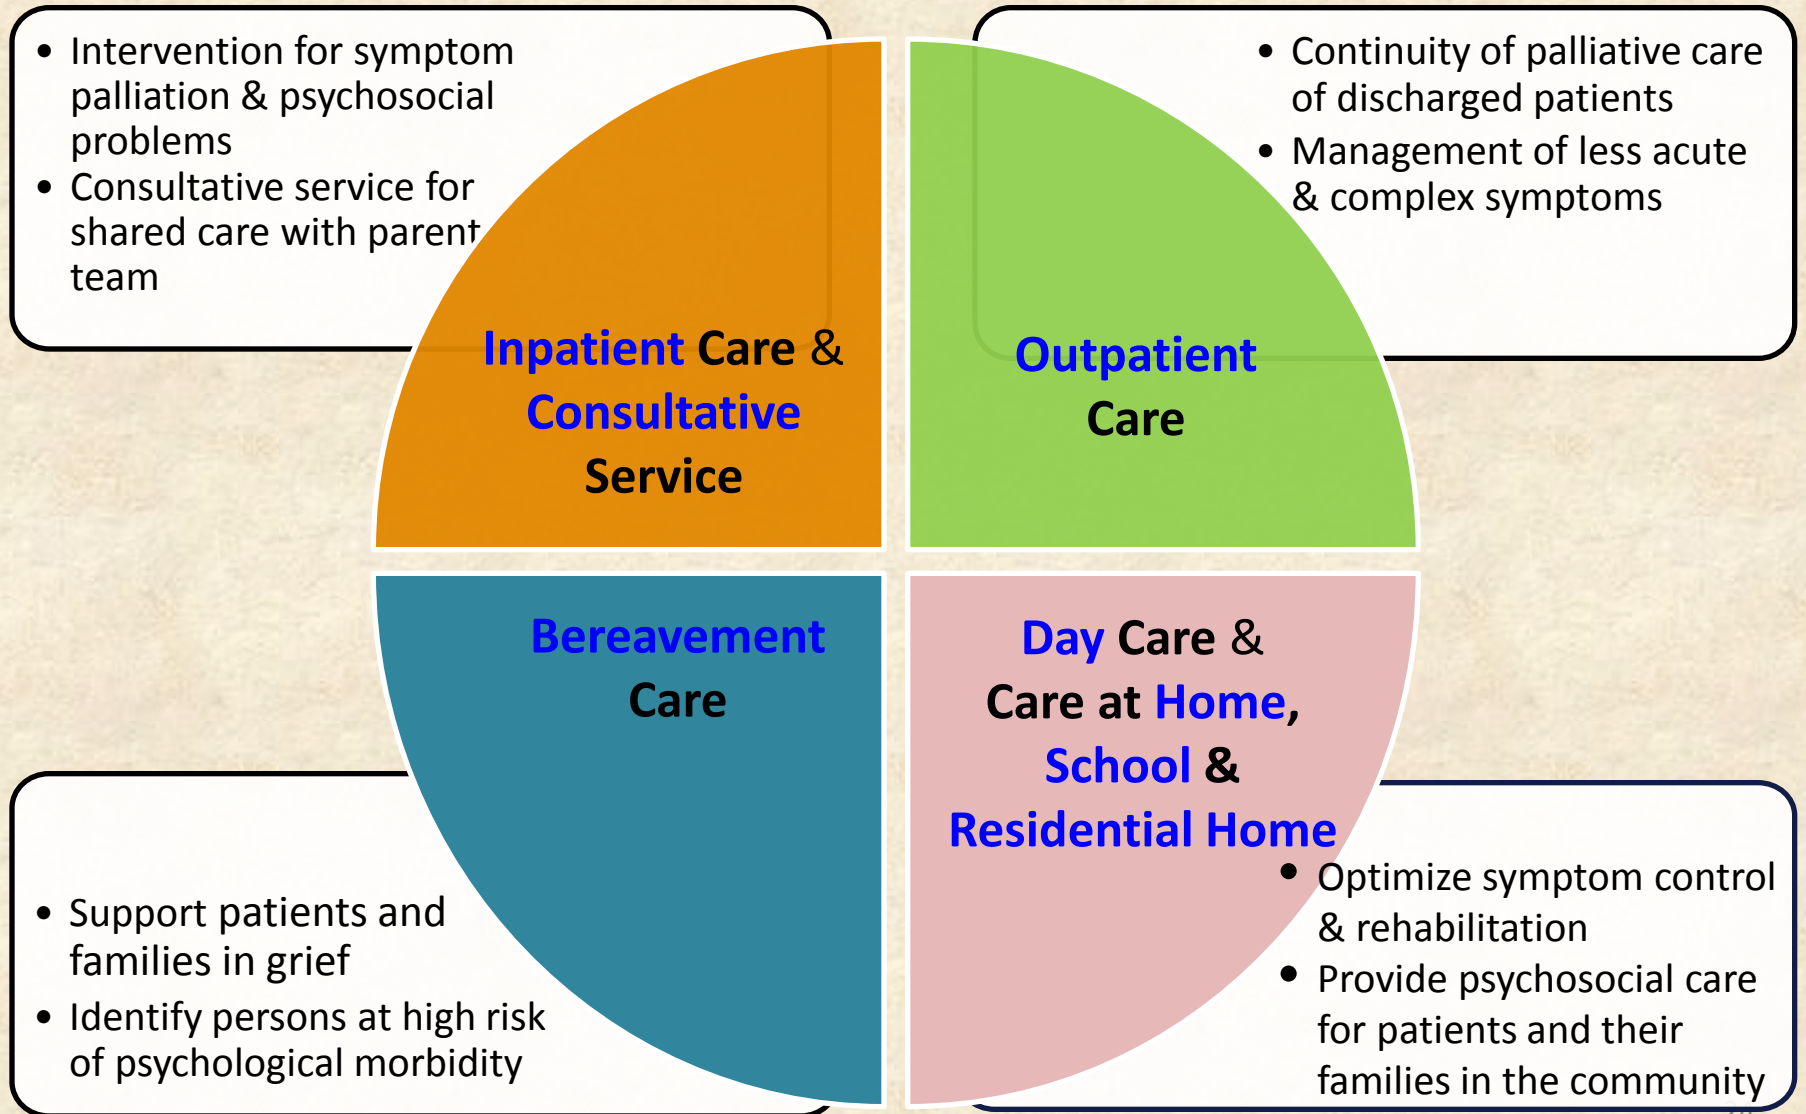 • Intervention for symptom
palliation & psychosocial
problems
• Consultative service for
shared care with parent
team
Inpatient Care &
Consultative
Service
• Continuity of palliative care
of discharged patients
• Management of less acute
& complex symptoms
Outpatient
Care
Bereavement
Care
• Support patients and
families in grief
• Identify persons at high risk
of psychological morbidity
Day Care &
Care at Home,
School &
Residential Home
• Optimize symptom control
& rehabilitation
• Provide psychosocial care
for patients and their
families in the community